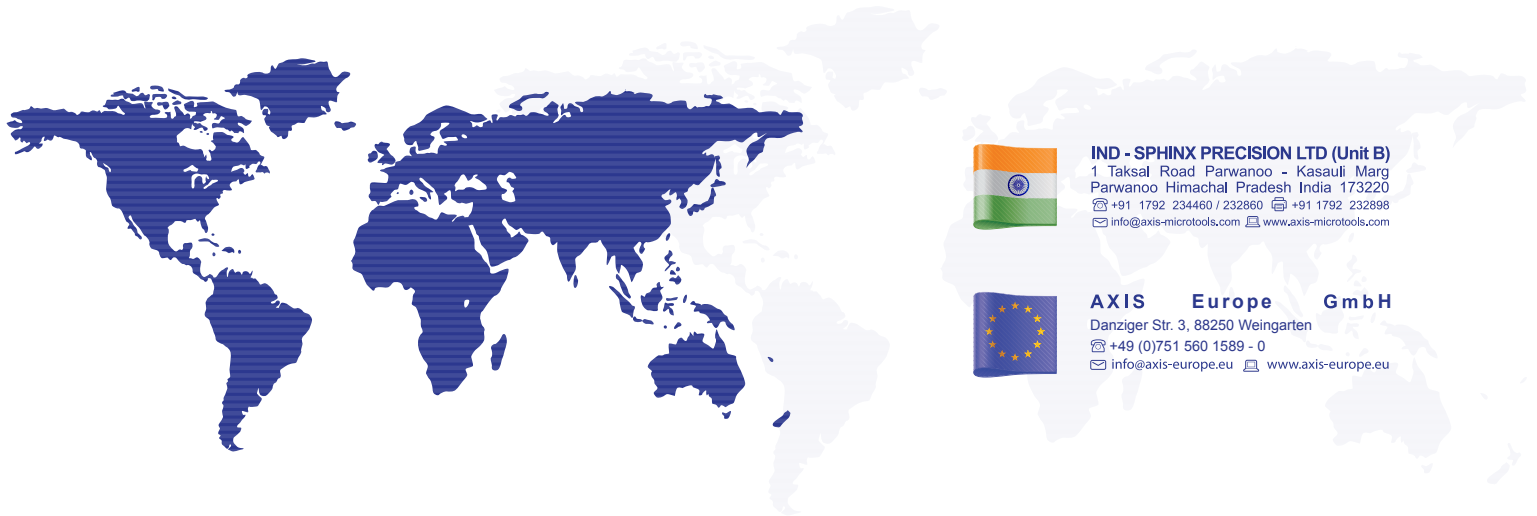 IND - SPHINX PRECISION LTD (Unit B)
1 Taksal Road Parwanoo - Kasauli Marg
Parwanoo Himachal Pradesh India 173220
+91 1792 234460 / 232860 +91 1792 232898
info@axis-microtools.com www.axis-microtools.com
AXIS Europe GmbH
Danziger Str. 3, 88250 Weingarten
+49 (0)751 560 1589 - 0
info@axis-europe.eu www.axis-europe.eu